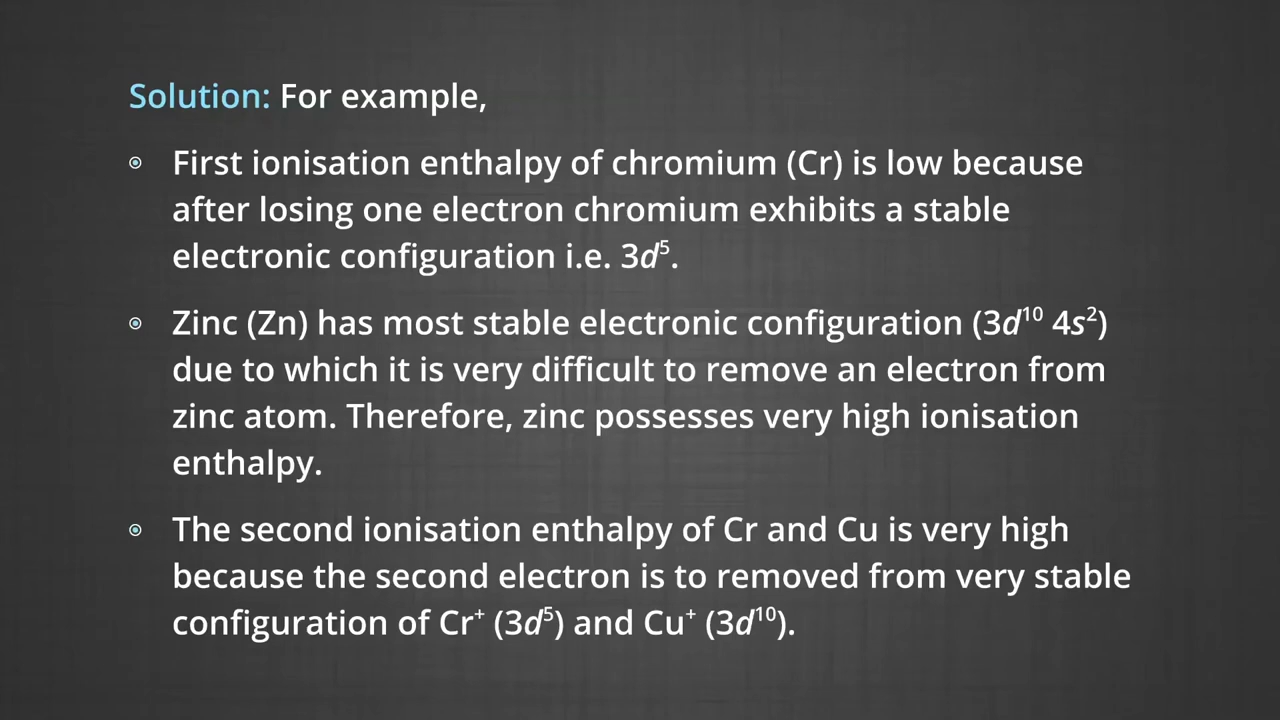 Solution: For example,
First ionisation enthalpy of chromium (Cr) is low because
after losing one electron chromium exhibits a stable
electronic configuration i.e. 3d⁵.
Zinc (Zn) has most stable electronic configuration (3d¹⁰ 4s²)
due to which it is very difficult to remove an electron from
zinc atom. Therefore, zinc possesses very high ionisation
enthalpy.
The second ionisation enthalpy of Cr and Cu is very high
because the second electron is to removed from very stable
configuration of Cr⁺ (3d⁵) and Cu⁺ (3d¹⁰).